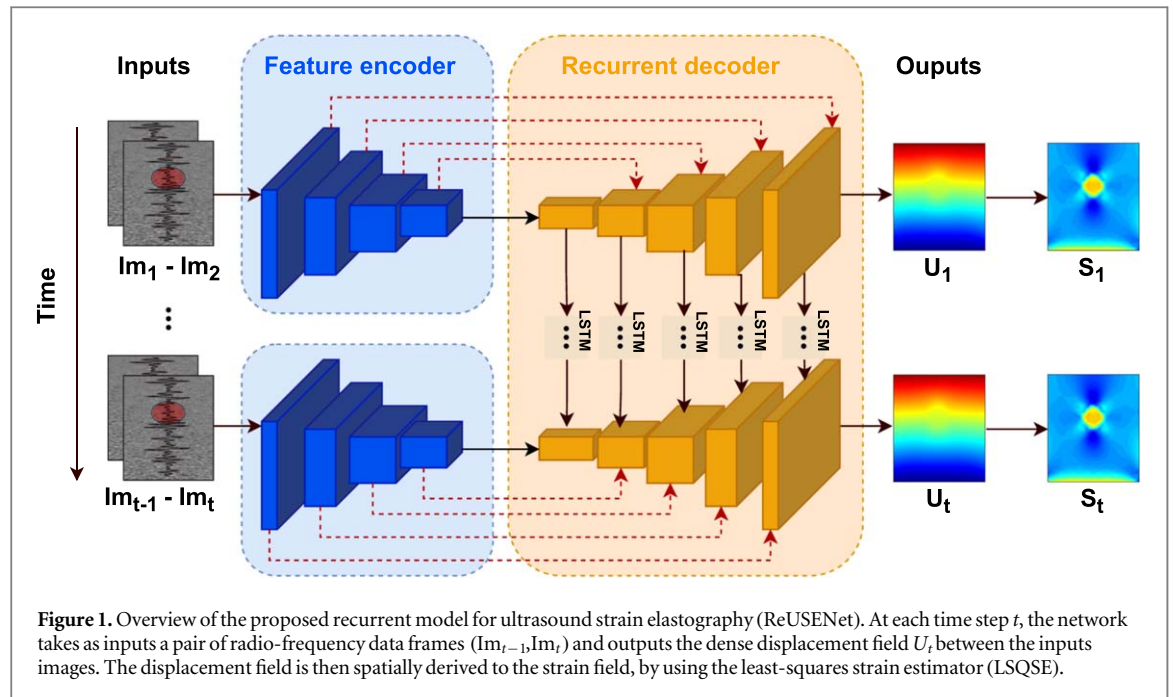 Inputs
Feature encoder
Recurrent decoder
Ouputs
Time
Im1 - Im2
U1
S1
...
LSTM
...
LSTM
...
LSTM
...
LSTM
...
LSTM
...
Imt-1 - Imt
Ut
St
Figure 1. Overview of the proposed recurrent model for ultrasound strain elastography (ReUSENet). At each time step t, the network
takes as inputs a pair of radio-frequency data frames (Imt−1,Imt) and outputs the dense displacement field Ut between the inputs
images. The displacement field is then spatially derived to the strain field, by using the least-squares strain estimator (LSQSE).